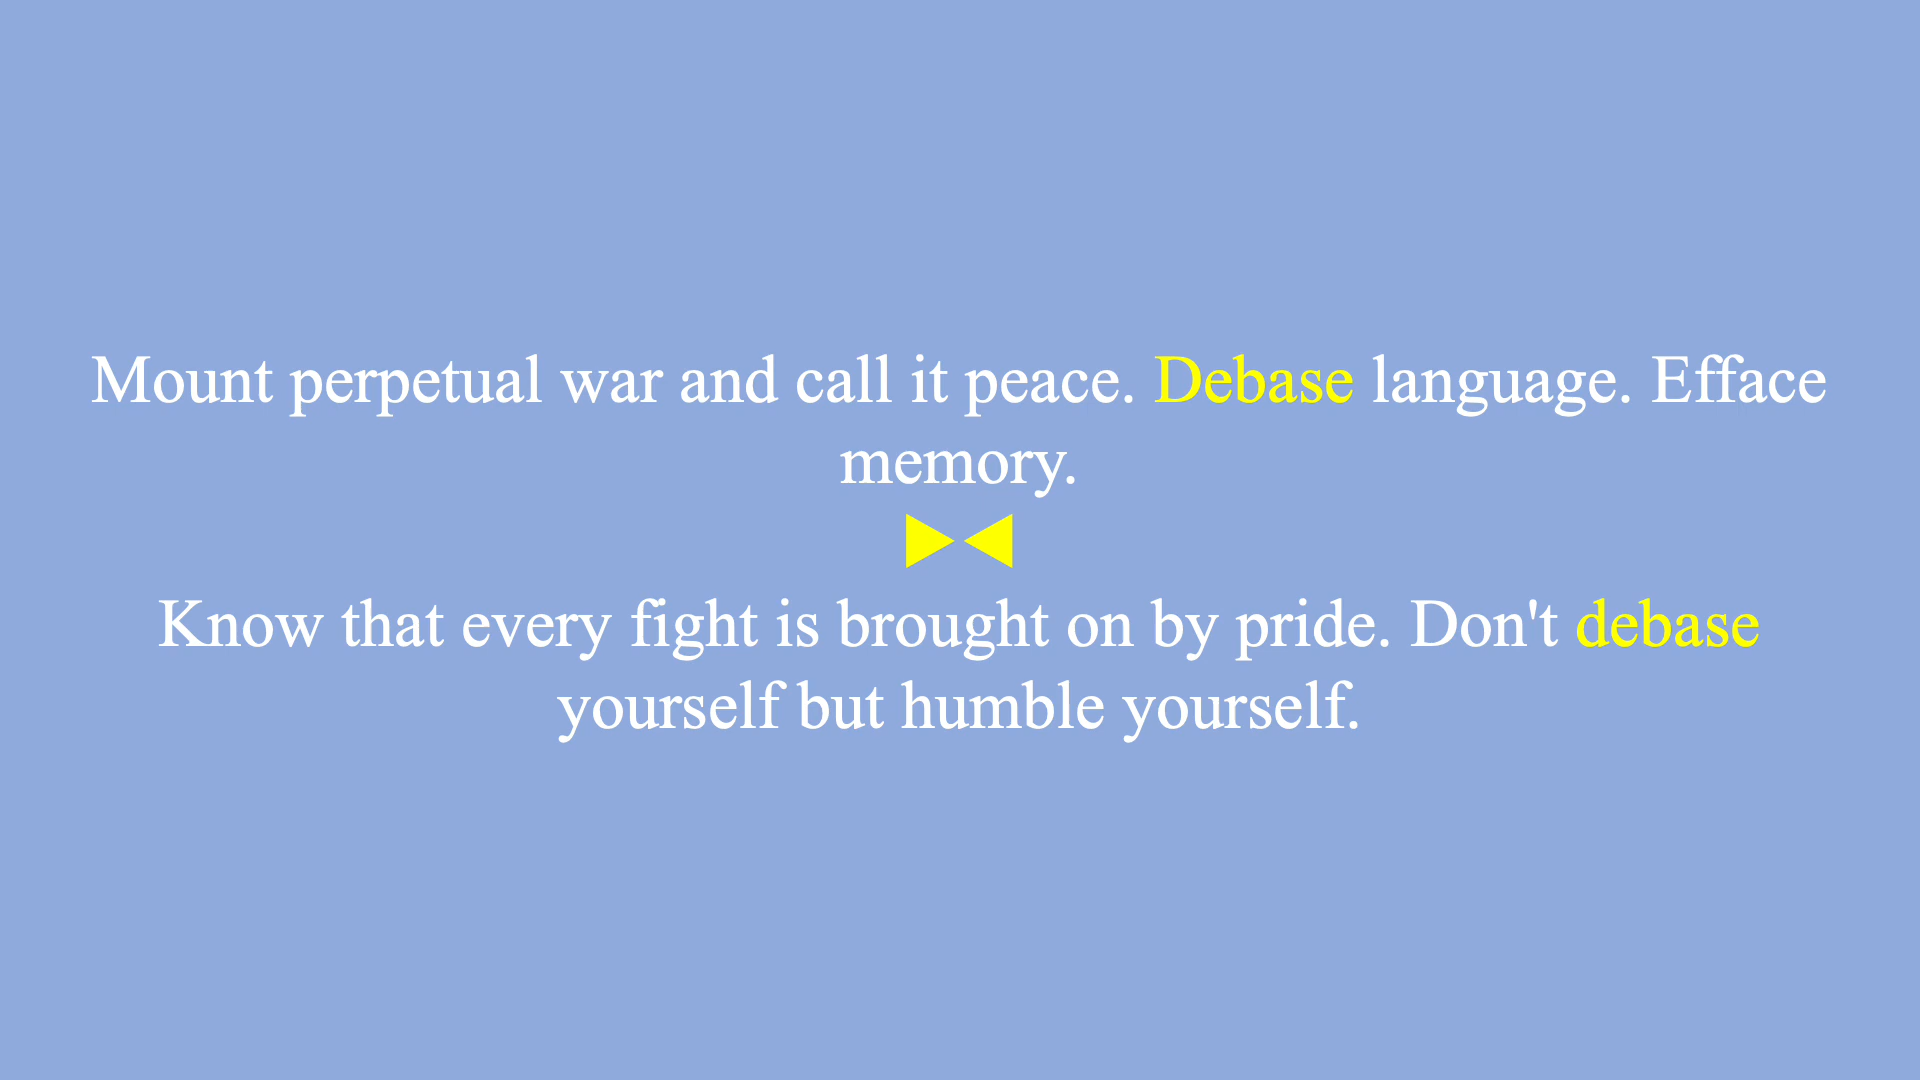 Mount perpetual war and call it peace. Debase language. Efface
memory.
▶◀
Know that every fight is brought on by pride. Don't debase
yourself but humble yourself.